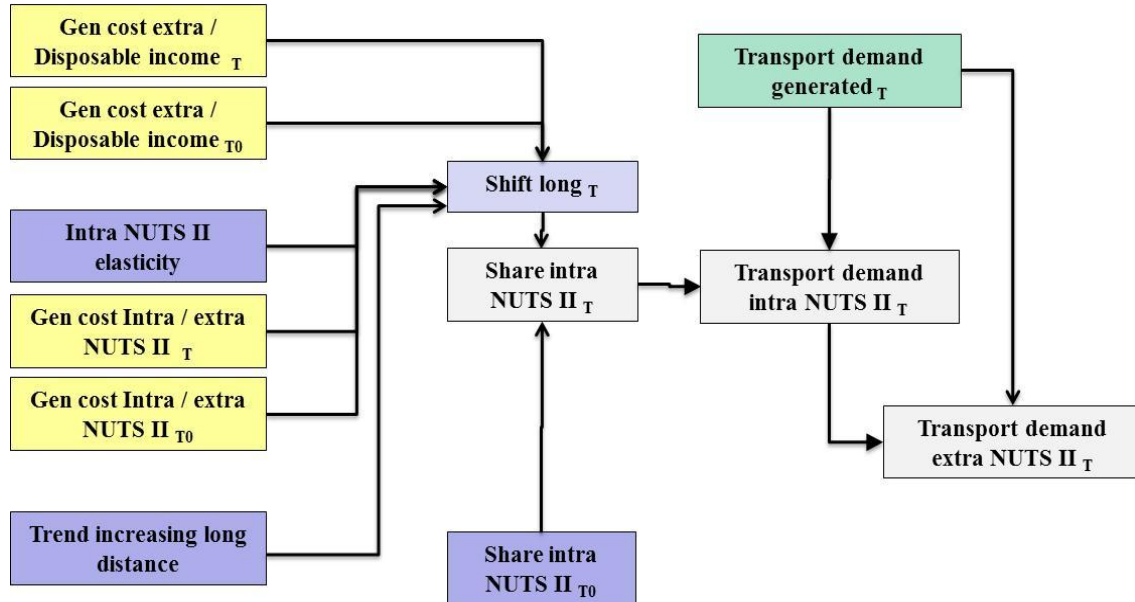 Gen cost extra /
Disposable income T
Gen cost extra /
Disposable income T0
Intra NUTS II
elasticity
Gen cost Intra / extra
NUTS II T
Gen cost Intra / extra
NUTS II T0
Trend increasing long
distance
Shift long T
Share intra
NUTS II T
Share intra
NUTS II T0
Transport demand
generated T
Transport demand
intra NUTS II T
Transport demand
extra NUTS II T